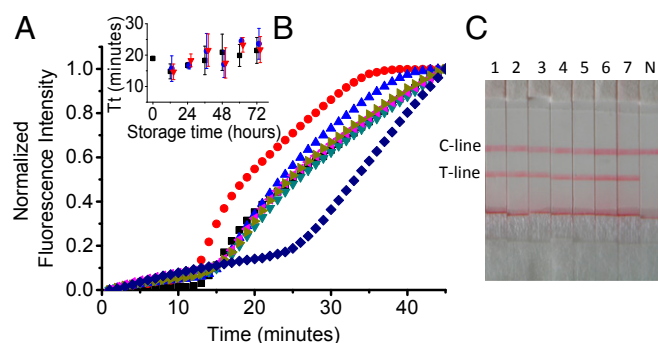 A
B
C
Tt (minutes)
30
20
10
0
0 24 48 72
Storage time (hours)
Normalized
Fluorescence Intensity
1.0
0.8
0.6
0.4
0.2
0.0
0 10 20 30 40
Time (minutes)
1 2 3 4 5 6 7 N
C-line
T-line